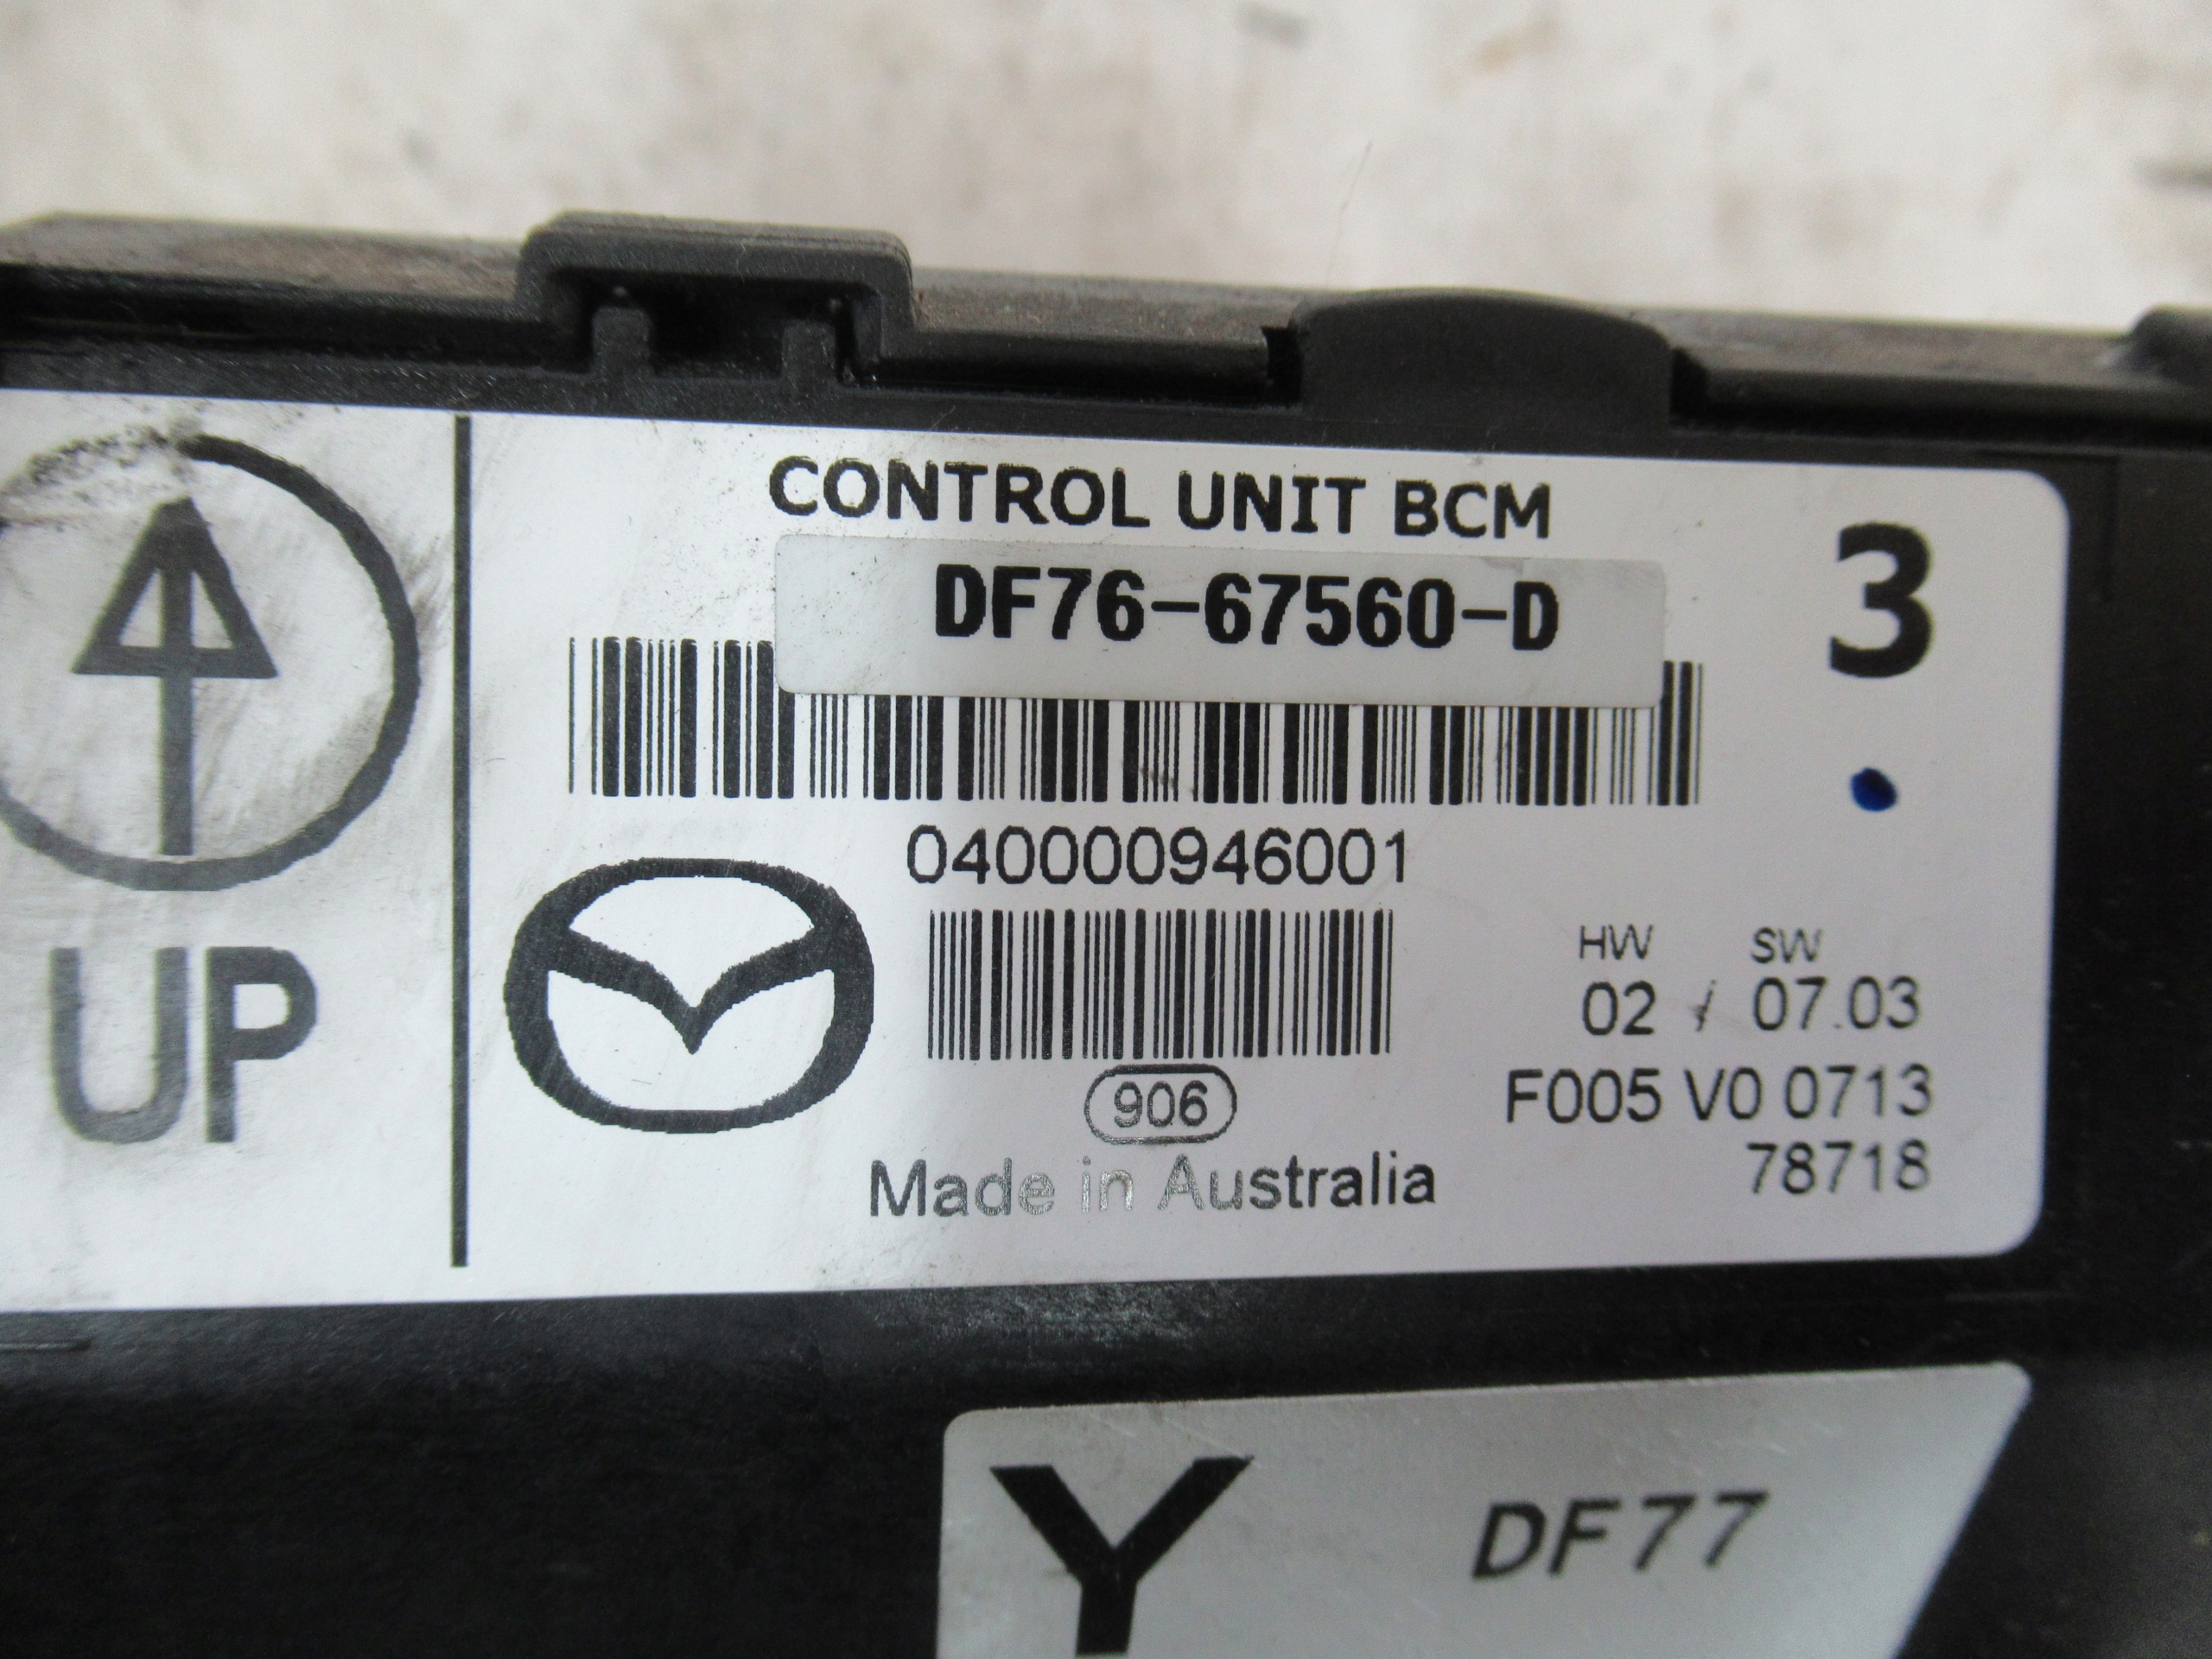 UP
CONTROL UNIT BCM
DF76-67560-D
3
040000946001
HW SW
02 / 07.03
906
F005 V0 0713
78718
Made in Australia
Y DF77